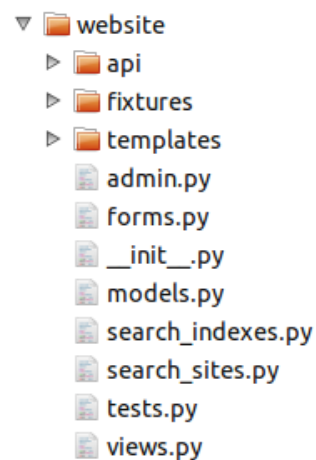 website
api
fixtures
templates
admin.py
forms.py
__init__.py
models.py
search_indexes.py
search_sites.py
tests.py
views.py